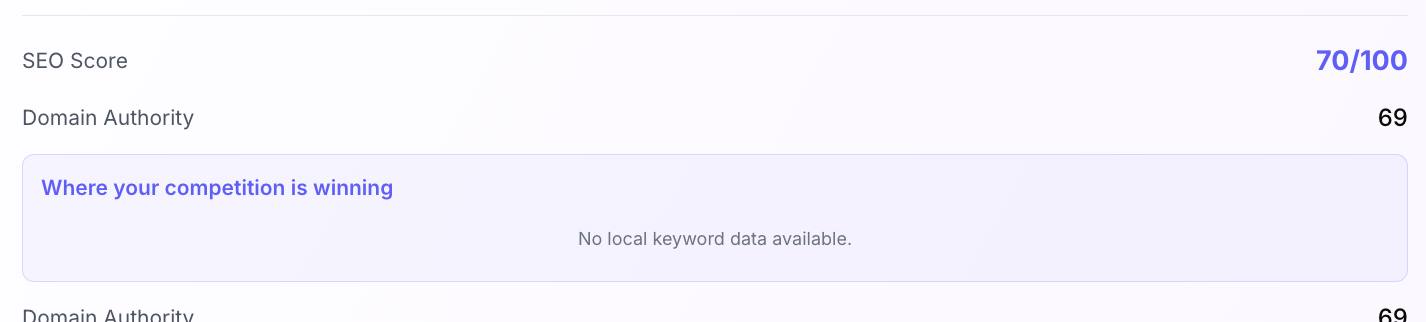 SEO Score
70/100
Domain Authority
69
Where your competition is winning
No local keyword data available.
Domain Authority
69